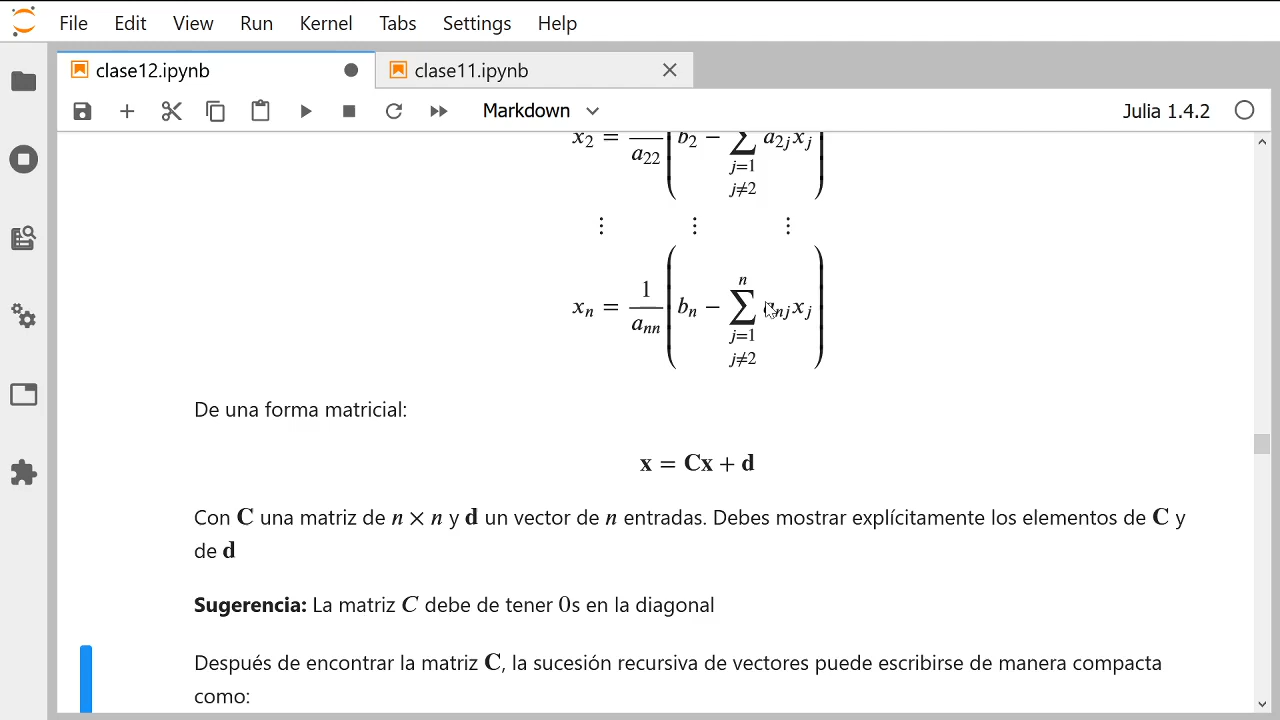 File Edit View Run Kernel Tabs Settings Help
clase12.ipynb clase11.ipynb
Markdown Julia 1.4.2
x₂ = 1/a₂₂ ( b₂ − ∑ a₂ⱼxⱼ )
j=1
j≠2
⋮ ⋮ ⋮
n
xₙ = 1/aₙₙ ( bₙ − ∑ aₙⱼxⱼ )
j=1
j≠2
De una forma matricial:
x = Cx + d
Con C una matriz de n × n y d un vector de n entradas. Debes mostrar explícitamente los elementos de C y
de d
Sugerencia: La matriz C debe de tener 0s en la diagonal
Después de encontrar la matriz C, la sucesión recursiva de vectores puede escribirse de manera compacta
como: